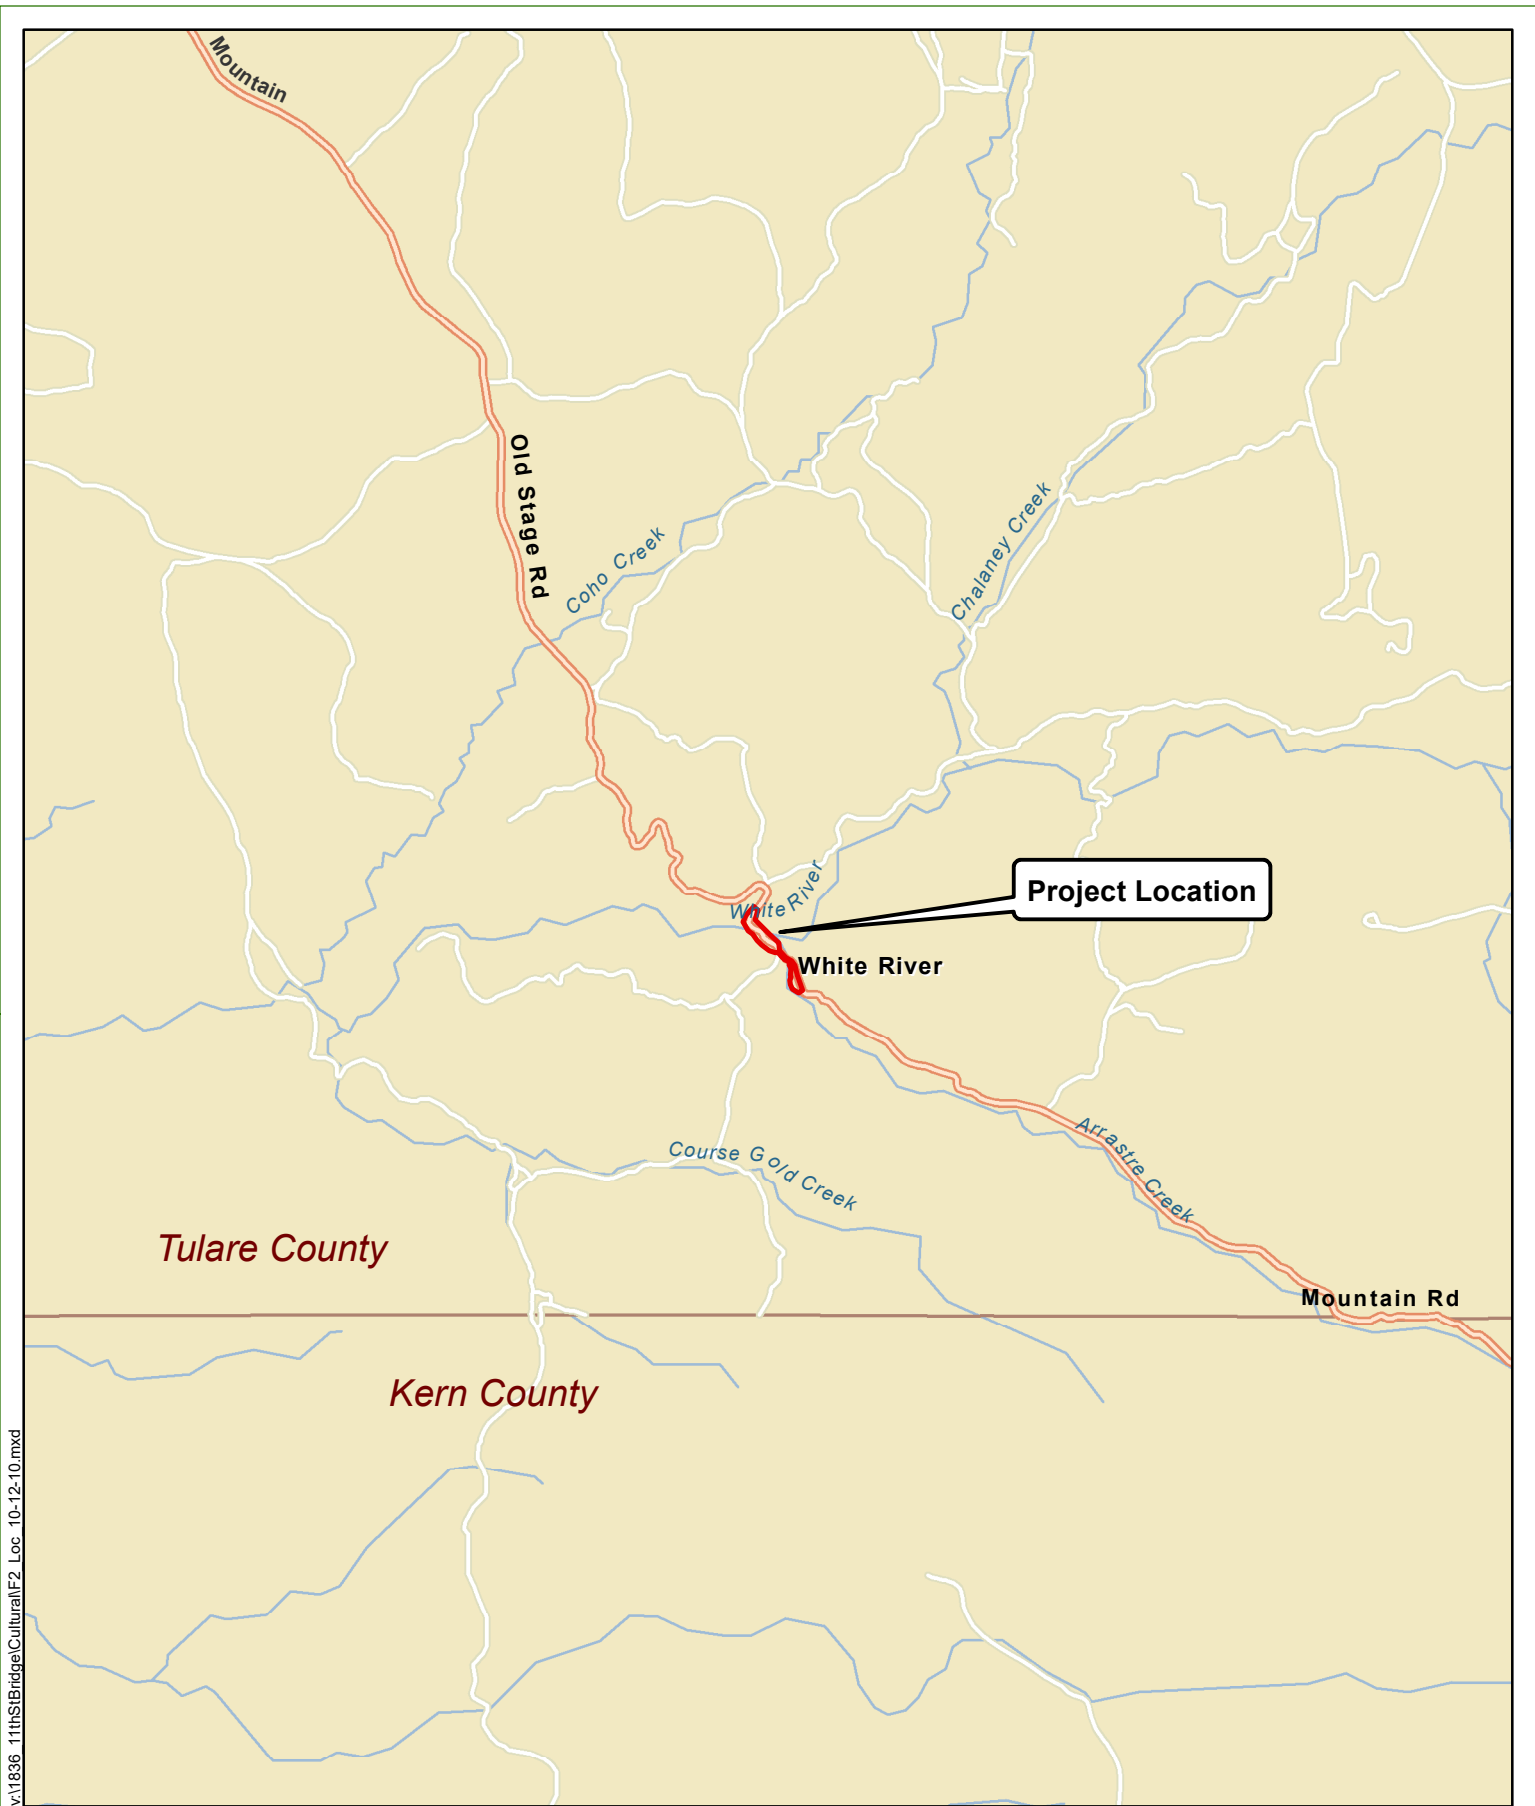 Mountain
Old Stage Rd
Coho Creek
Chalaney Creek
White River
Project Location
White River
Arrastre Creek
Course Gold Creek
Tulare County
Mountain Rd
Kern County
v:\1836_11thStBridge\Cultural\F2_Loc_10-12-10.mxd